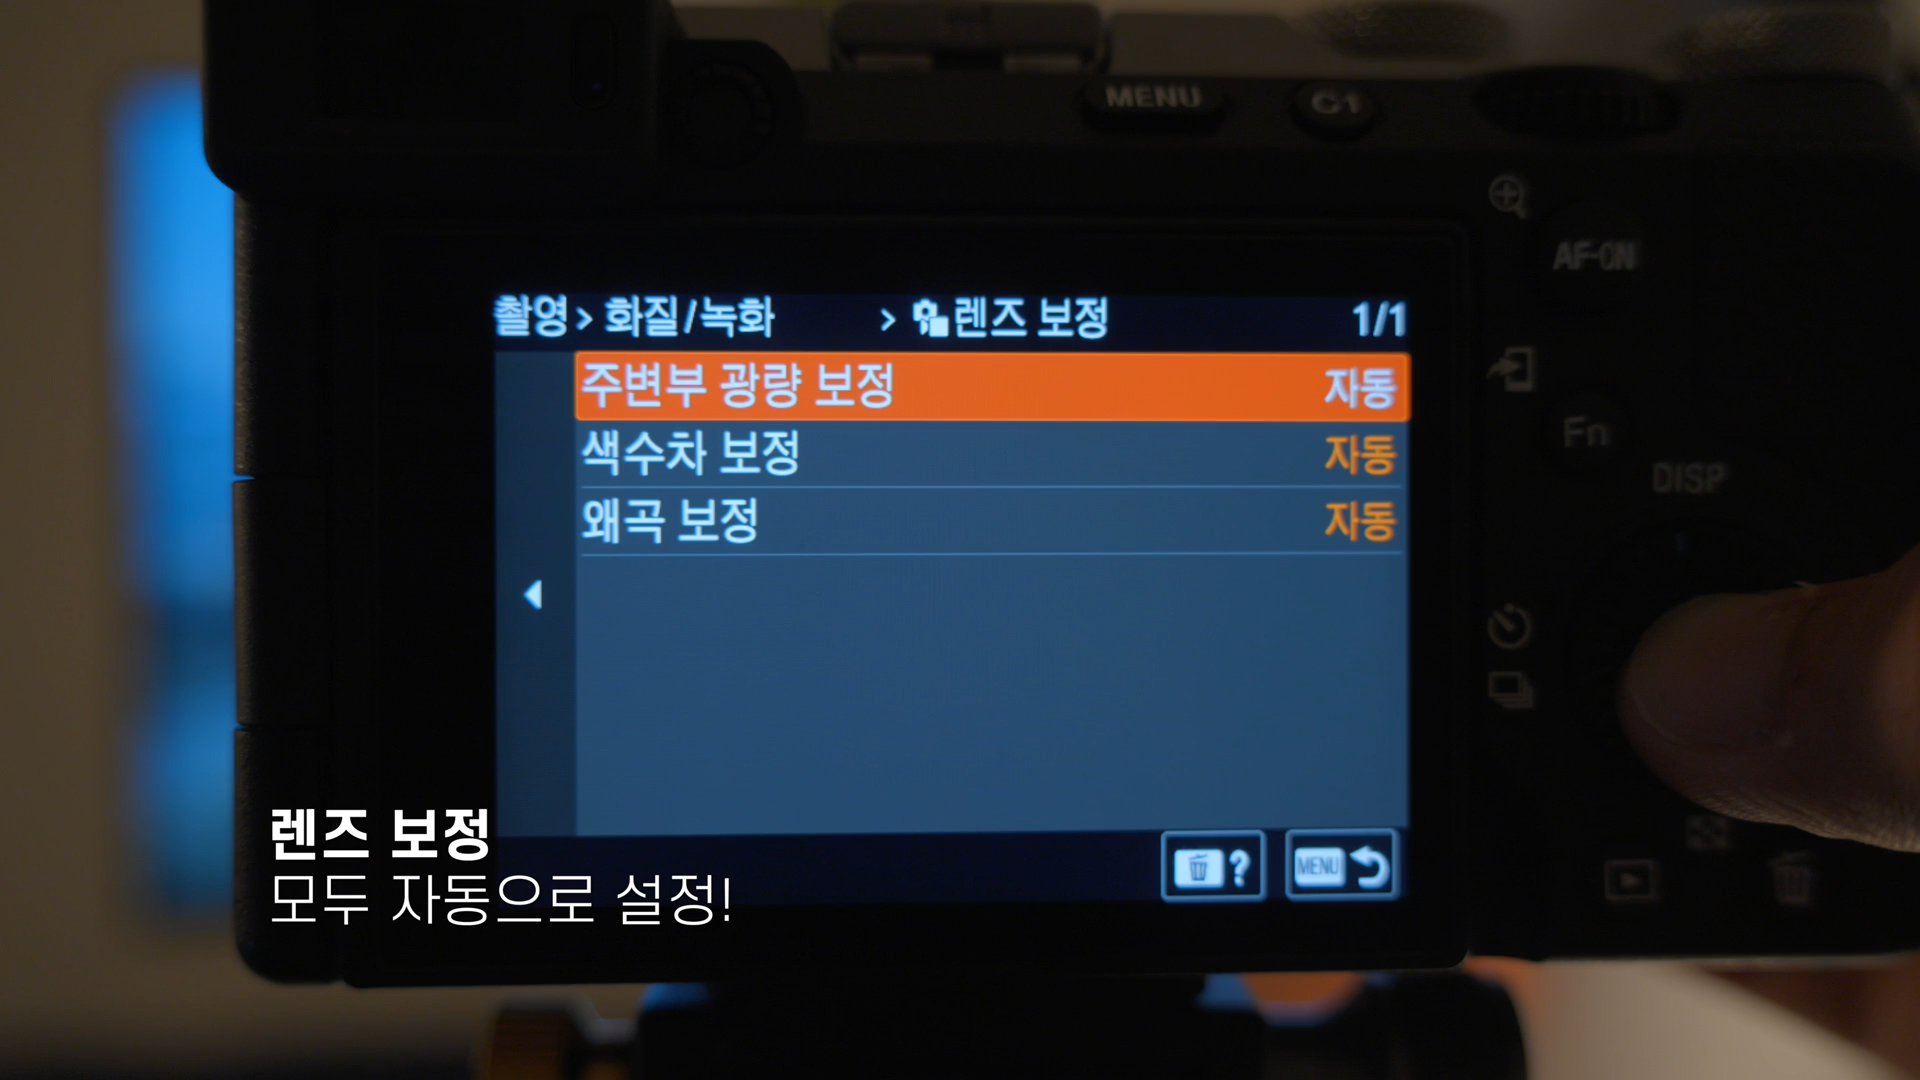 MENU
C1
AF-ON
촬영 > 화질/녹화 > 렌즈 보정 1/1
주변부 광량 보정 자동
색수차 보정 자동
왜곡 보정 자동
Fn
DISP
? MENU
렌즈 보정
모두 자동으로 설정!